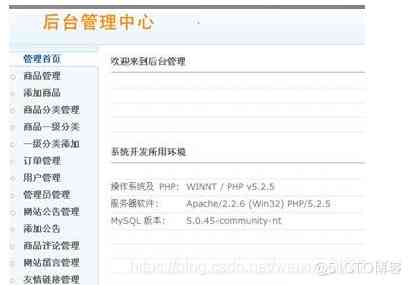 后台管理中心
管理首页
商品管理
添加商品
商品分类管理
商品一级分类
一级分类添加
订单管理
用户管理
管理员管理
网站公告管理
添加公告
商品评论管理
网站留言管理
友情链接管理
欢迎来到后台管理
系统开发所用环境
操作系统及 PHP: WINNT / PHP v5.2.5
服务器软件: Apache/2.2.6 (Win32) PHP/5.2.5
MySQL 版本: 5.0.45-community-nt
@51CTO博客